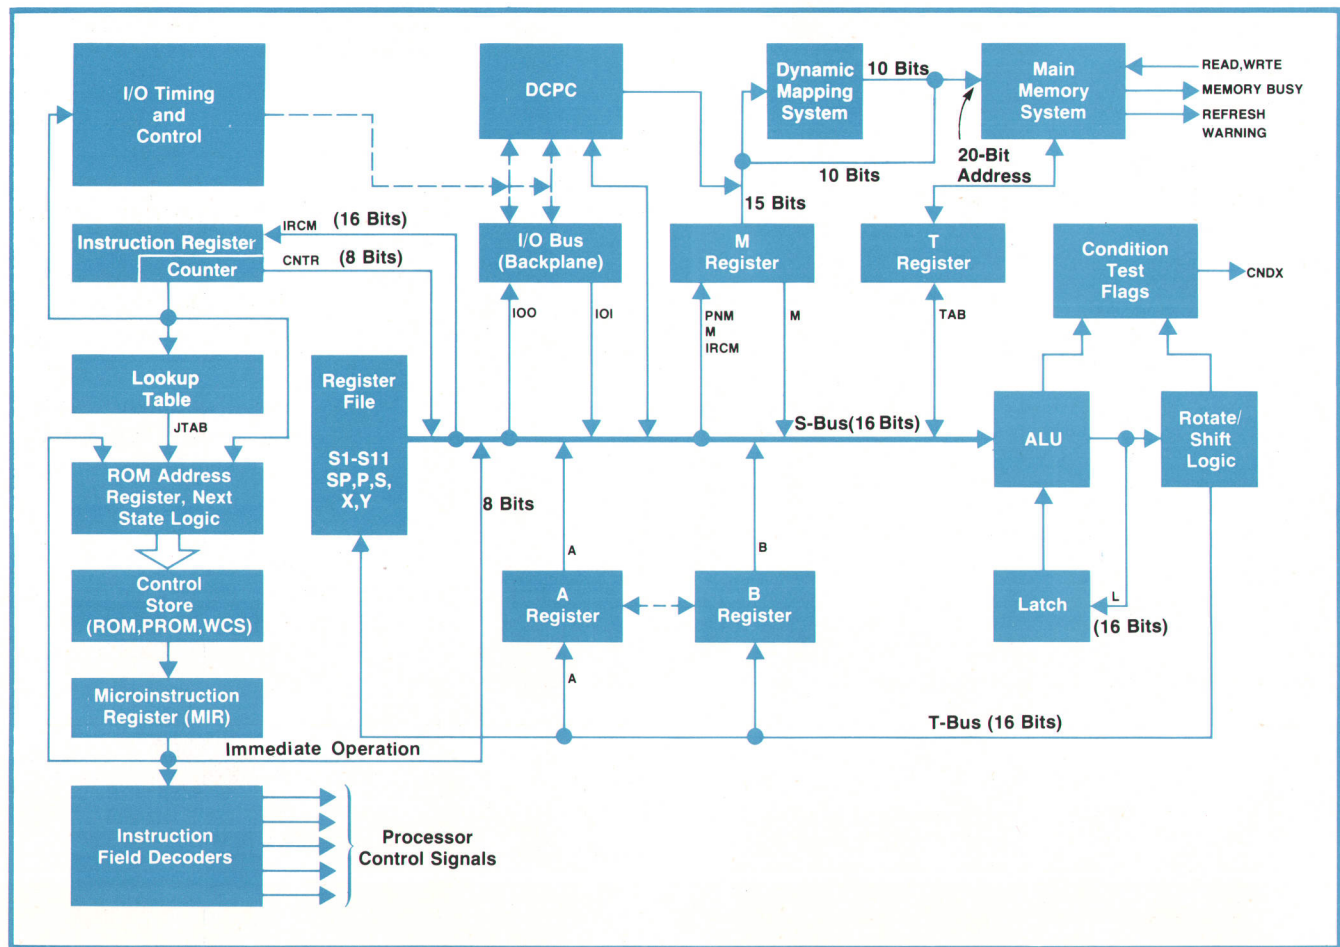 I/O Timing
and
Control
DCPC
Dynamic
Mapping
System
10 Bits
Main
Memory
System
READ,WRTE
MEMORY BUSY
REFRESH
WARNING
20-Bit
Address
10 Bits
15 Bits
IRCM
(16 Bits)
Instruction Register
Counter
CNTR
(8 Bits)
I/O Bus
(Backplane)
M
Register
T
Register
Condition
Test
Flags
CNDX
IOO
IOI
PNM
M
IRCM
M
TAB
Lookup
Table
JTAB
Register
File
S1-S11
SP,P,S,
X,Y
S-Bus(16 Bits)
ALU
Rotate/
Shift
Logic
ROM Address
Register, Next
State Logic
8 Bits
A
B
Control
Store
(ROM,PROM,WCS)
A
Register
B
Register
Latch
L
(16 Bits)
A
Microinstruction
Register (MIR)
T-Bus (16 Bits)
Immediate Operation
Instruction
Field Decoders
Processor
Control Signals